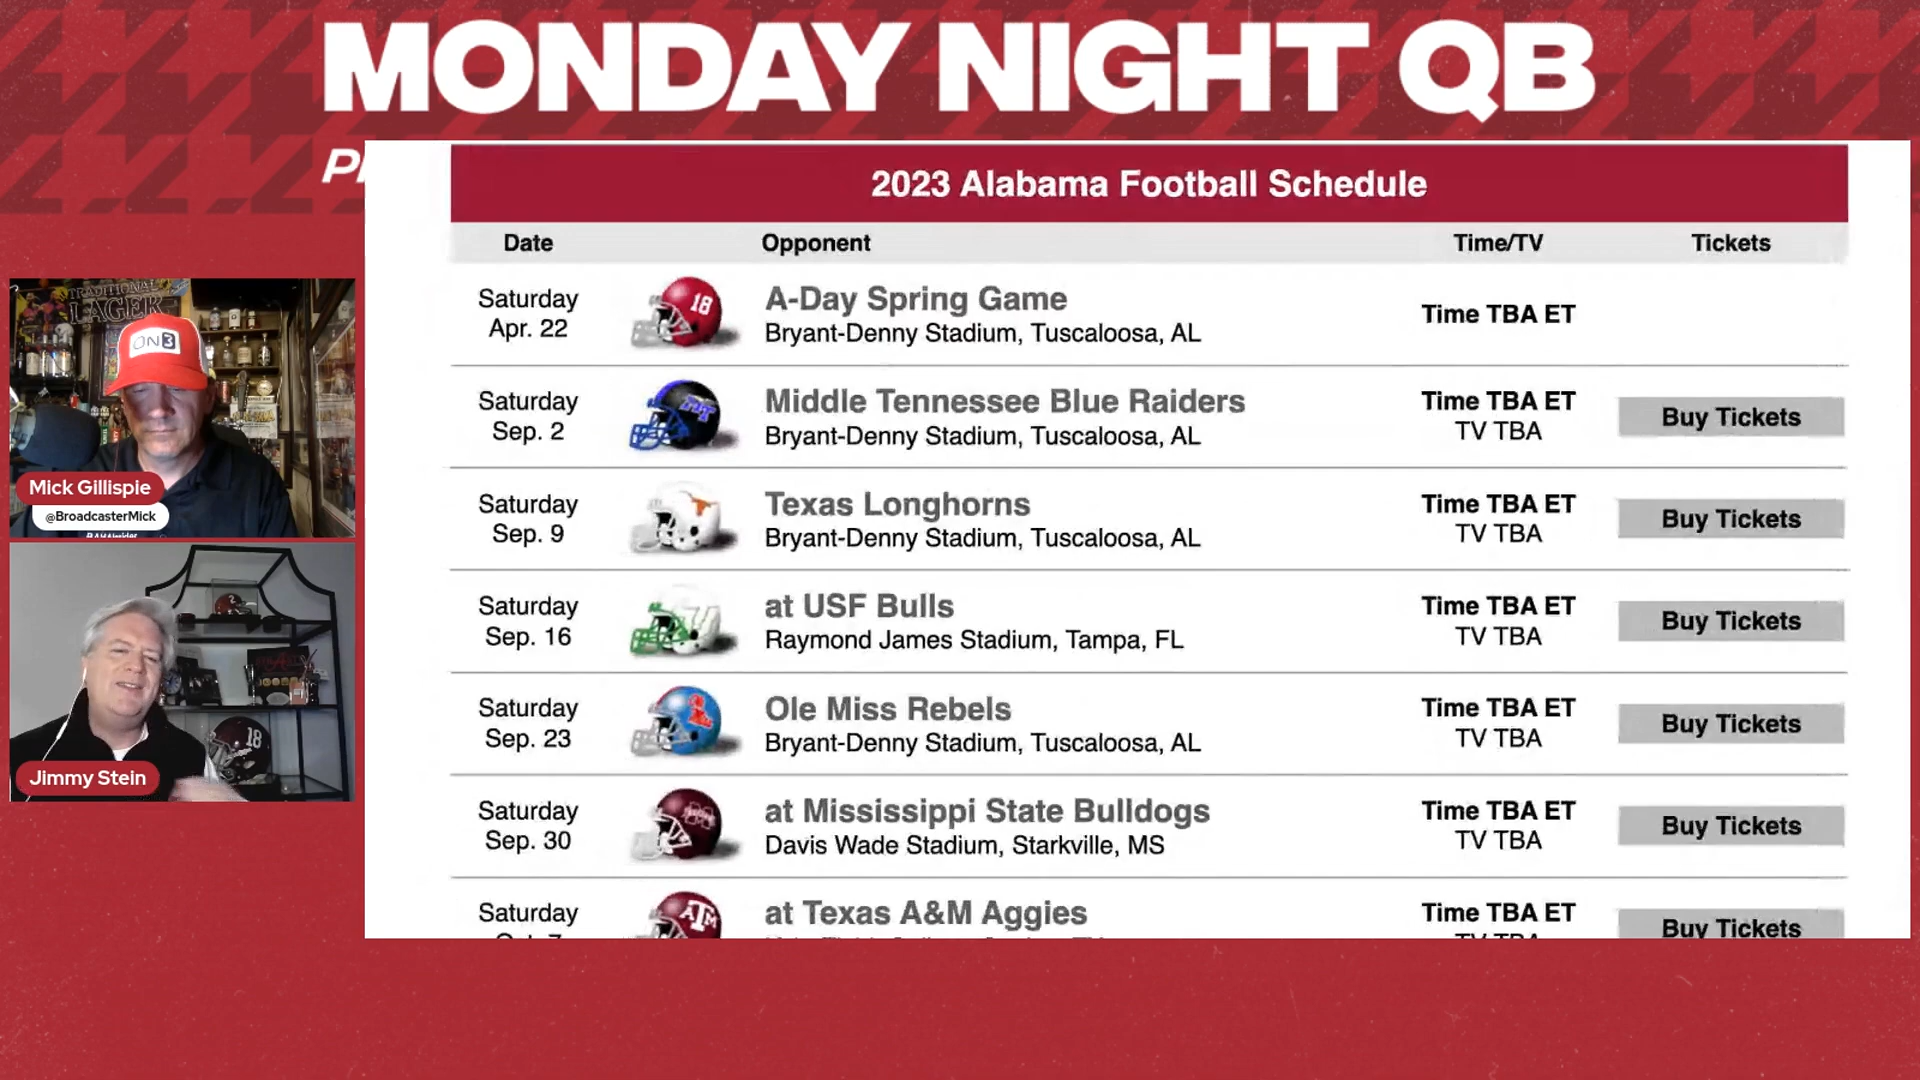 MONDAY NIGHT QB
2023 Alabama Football Schedule
Date Opponent Time/TV Tickets
Saturday
Apr. 22
18
A-Day Spring Game
Bryant-Denny Stadium, Tuscaloosa, AL
Time TBA ET
Saturday
Sep. 2
Middle Tennessee Blue Raiders
Bryant-Denny Stadium, Tuscaloosa, AL
Time TBA ET
TV TBA
Buy Tickets
Saturday
Sep. 9
Texas Longhorns
Bryant-Denny Stadium, Tuscaloosa, AL
Time TBA ET
TV TBA
Buy Tickets
Saturday
Sep. 16
at USF Bulls
Raymond James Stadium, Tampa, FL
Time TBA ET
TV TBA
Buy Tickets
Saturday
Sep. 23
Ole Miss Rebels
Bryant-Denny Stadium, Tuscaloosa, AL
Time TBA ET
TV TBA
Buy Tickets
Saturday
Sep. 30
at Mississippi State Bulldogs
Davis Wade Stadium, Starkville, MS
Time TBA ET
TV TBA
Buy Tickets
Saturday
ATM
at Texas A&M Aggies
Time TBA ET
Buy Tickets
TRADITIONAL
LAGER
ON3
Mick Gillispie
@BroadcasterMick
2
18
Jimmy Stein